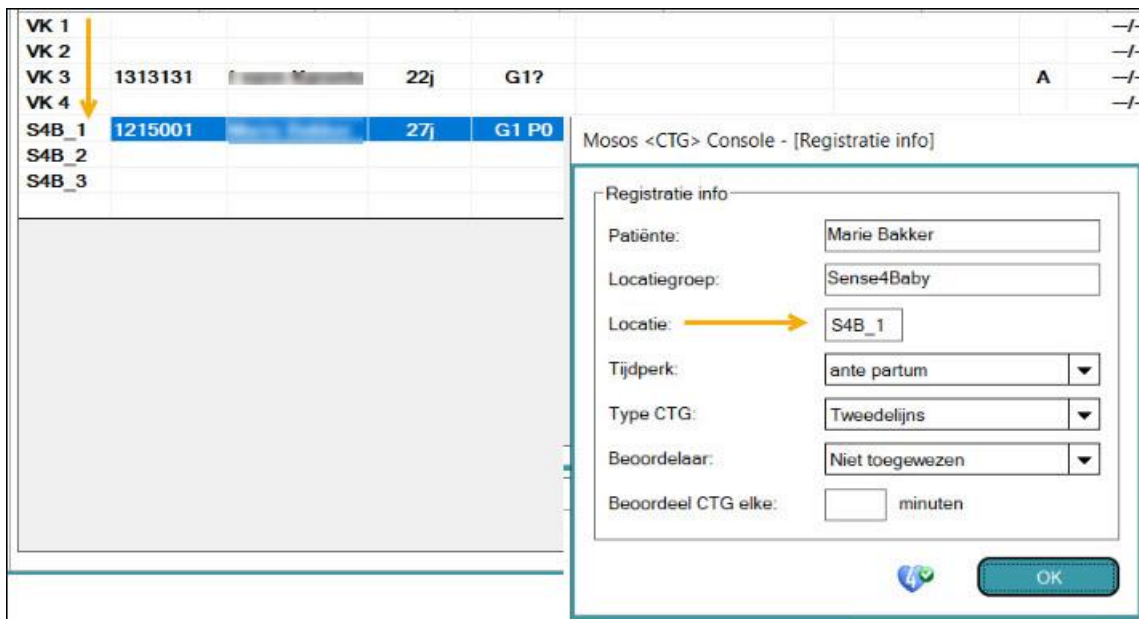 VK 1 --/-
VK 2 --/-
VK 3 1313131 22j G1? A --/-
VK 4 --/-
S4B_1 1215001 27j G1 P0
S4B_2
S4B_3
Mosos <CTG> Console - [Registratie info]
Registratie info
Patiënte: Marie Bakker
Locatiegroep: Sense4Baby
Locatie: S4B_1
Tijdperk: ante partum
Type CTG: Tweedelijns
Beoordelaar: Niet toegewezen
Beoordeel CTG elke: minuten
4 OK